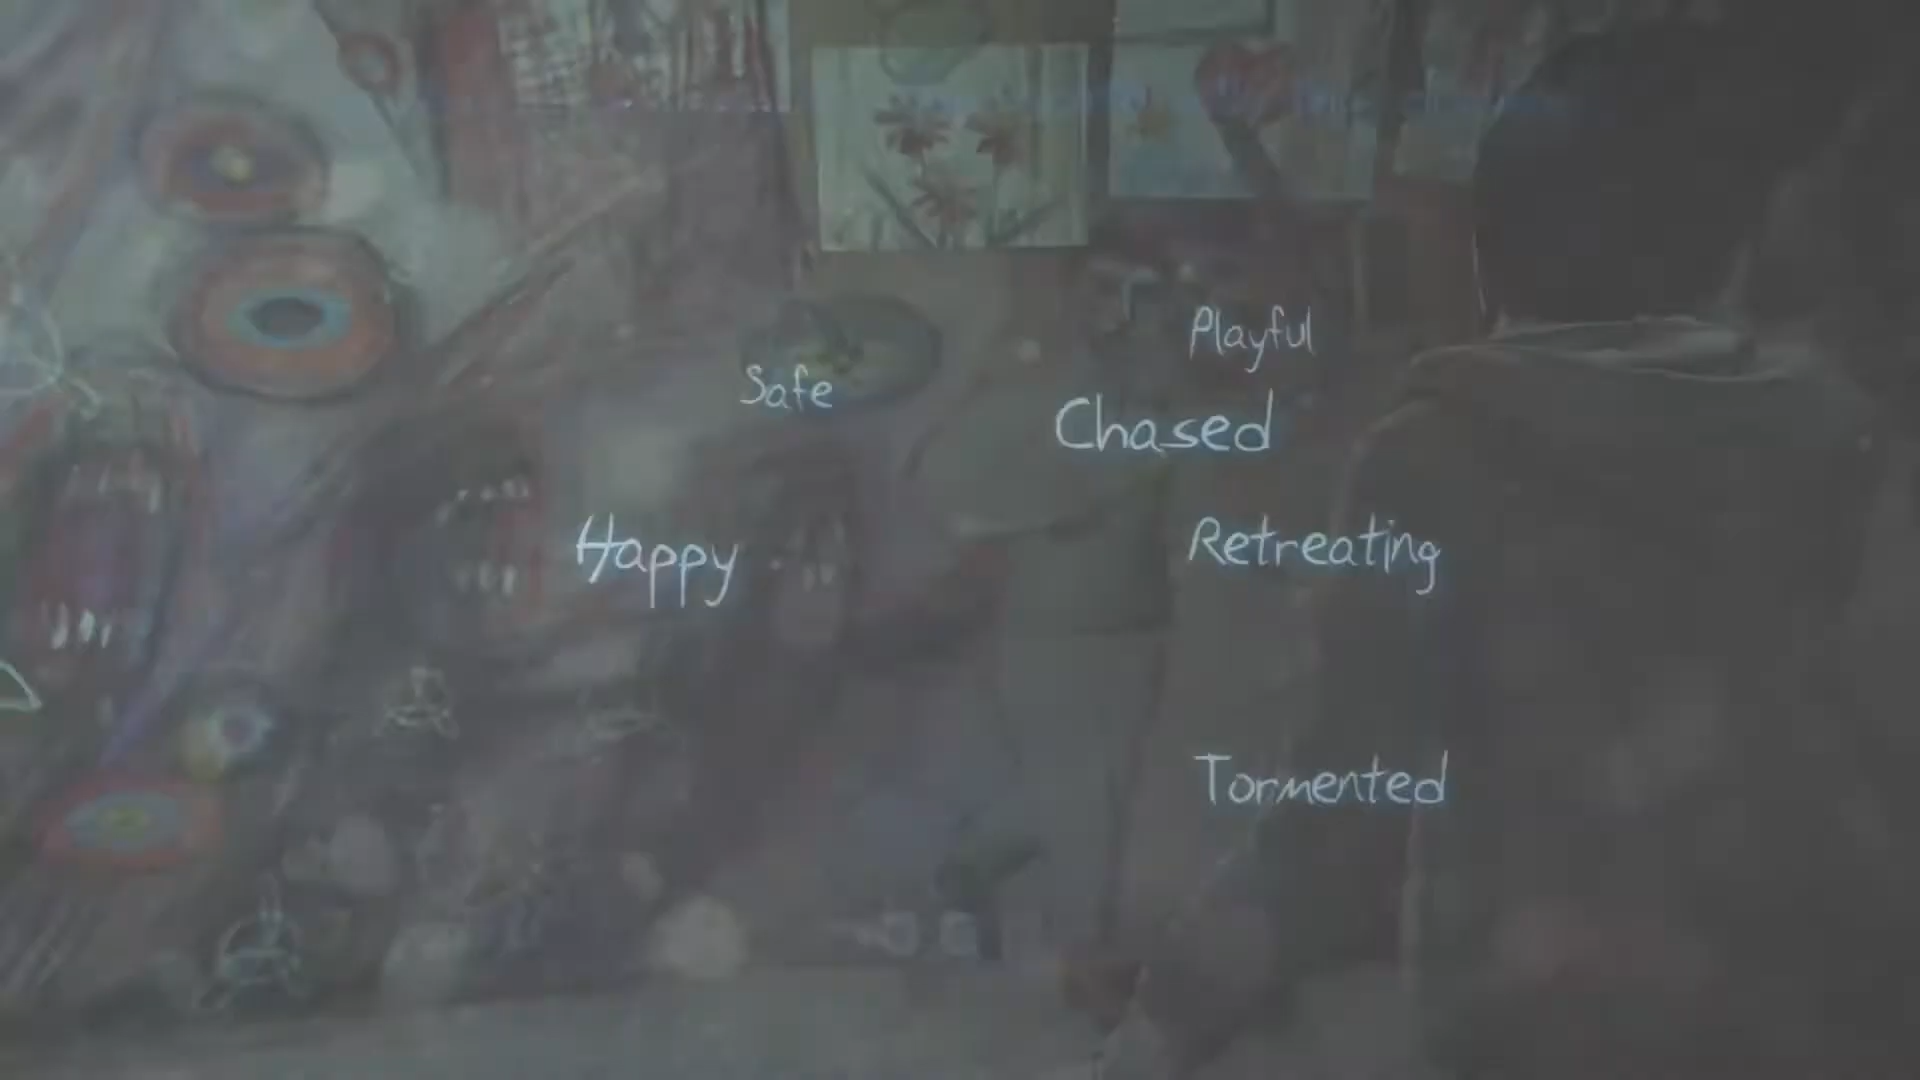 Playful
Safe
Chased
Happy
Retreating
Tormented